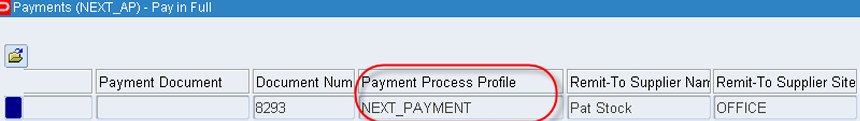 Payments (NEXT_AP) - Pay in Full
Payment Document Document Num Payment Process Profile Remit-To Supplier Nam Remit-To Supplier Site
8293 NEXT_PAYMENT Pat Stock OFFICE